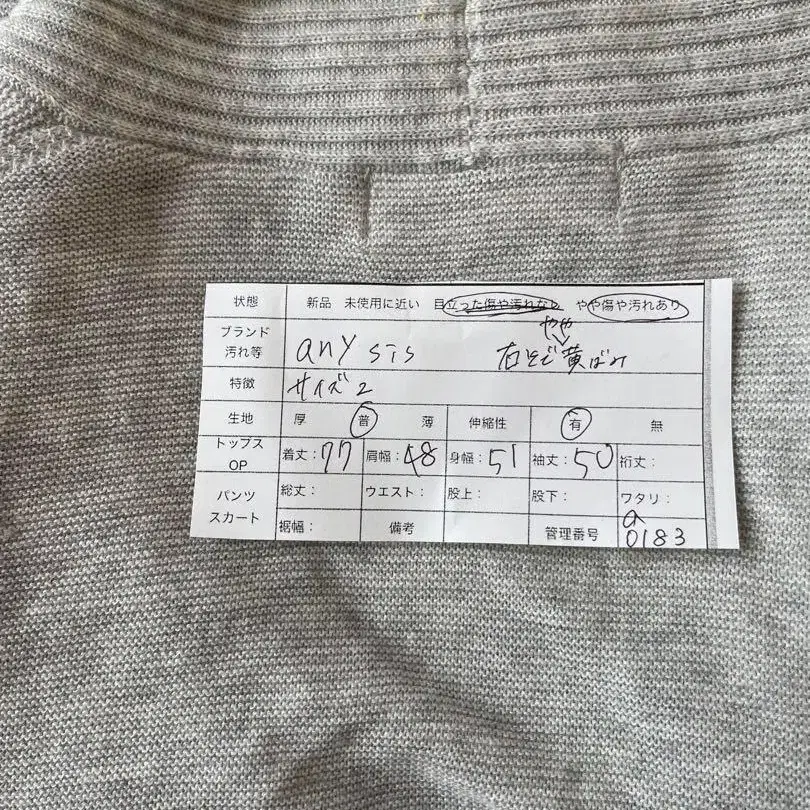 状態 新品 未使用に近い 目立った傷や汚れなし やや傷や汚れあり
ブランド any sis やや
汚れ等 右そで黄ばみ
特徴 サイズ2
生地 厚 普 薄 伸縮性 有 無
トップス OP 着丈:77 肩幅:48 身幅:51 袖丈:50 裄丈:
パンツ スカート 総丈: ウエスト: 股上: 股下: ワタリ:
裾幅: 備考 管理番号 a 0183